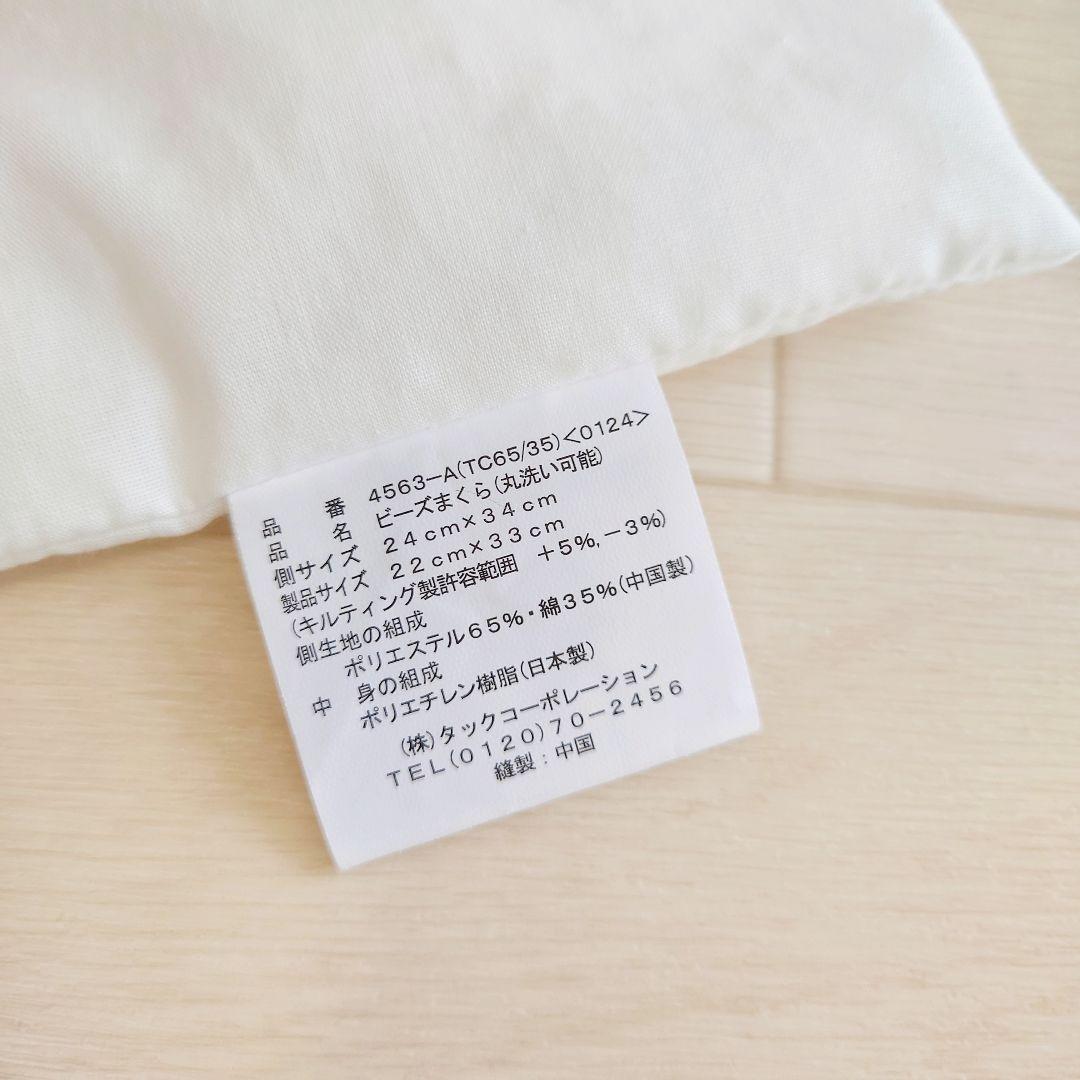 品　番　4563-A(TC65/35)<0124>
品　名　ビーズまくら(丸洗い可能)
側サイズ　24cm×34cm
製品サイズ　22cm×33cm
(キルティング製許容範囲　+5%,-3%)
側生地の組成
ポリエステル65%・綿35%(中国製)
中　身の組成
ポリエチレン樹脂(日本製)
(株)タックコーポレーション
TEL(0120)70-2456
縫製:中国